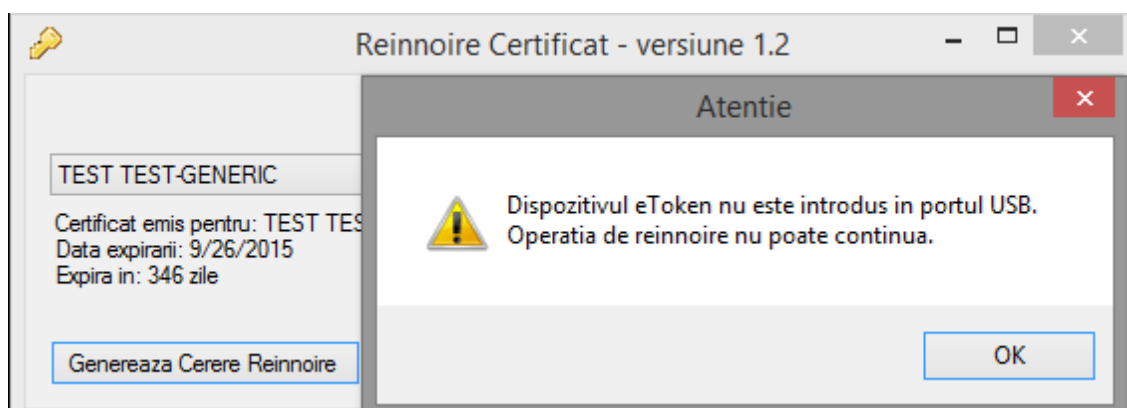 Reinnoire Certificat - versiune 1.2
Atentie
TEST TEST-GENERIC
Certificat emis pentru: TEST TES
Data expirarii: 9/26/2015
Expira in: 346 zile
Dispozitivul eToken nu este introdus in portul USB.
Operatia de reinnoire nu poate continua.
Genereaza Cerere Reinnoire
OK